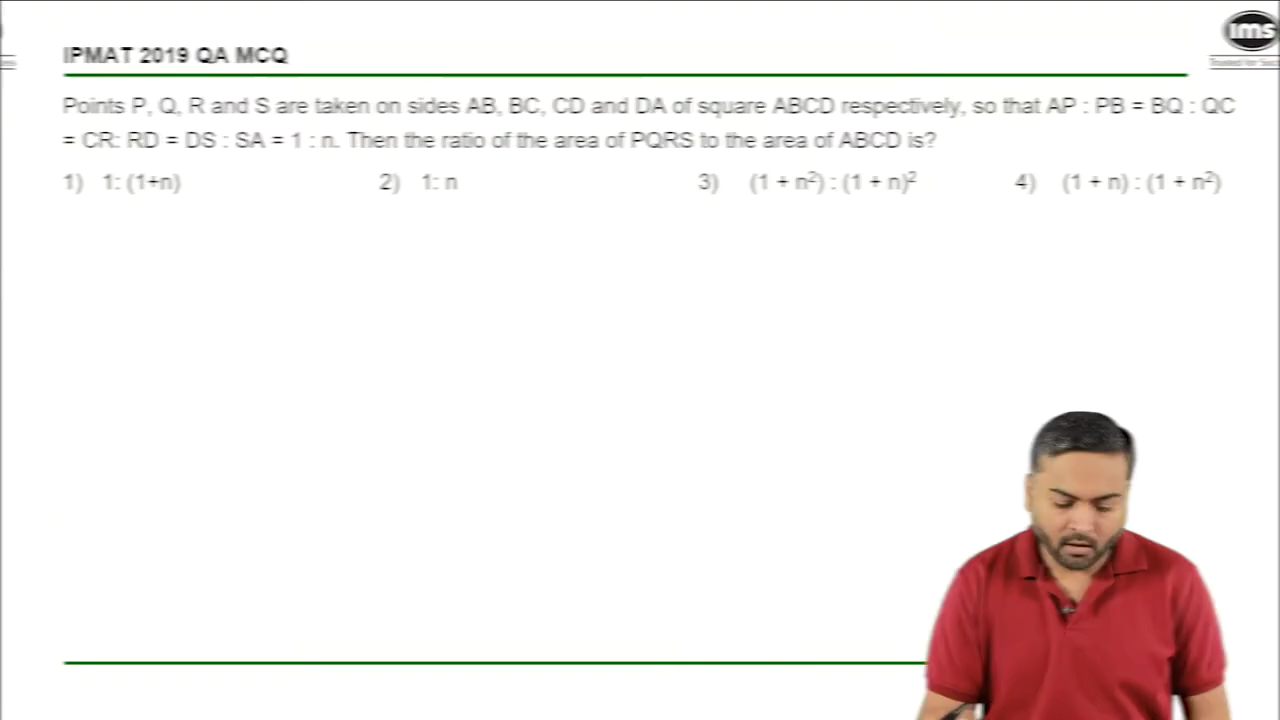 ims
IPMAT 2019 QA MCQ
Points P, Q, R and S are taken on sides AB, BC, CD and DA of square ABCD respectively, so that AP : PB = BQ : QC
= CR: RD = DS : SA = 1 : n. Then the ratio of the area of PQRS to the area of ABCD is?
1) 1: (1+n) 2) 1: n 3) (1 + n²) : (1 + n)² 4) (1 + n) : (1 + n²)